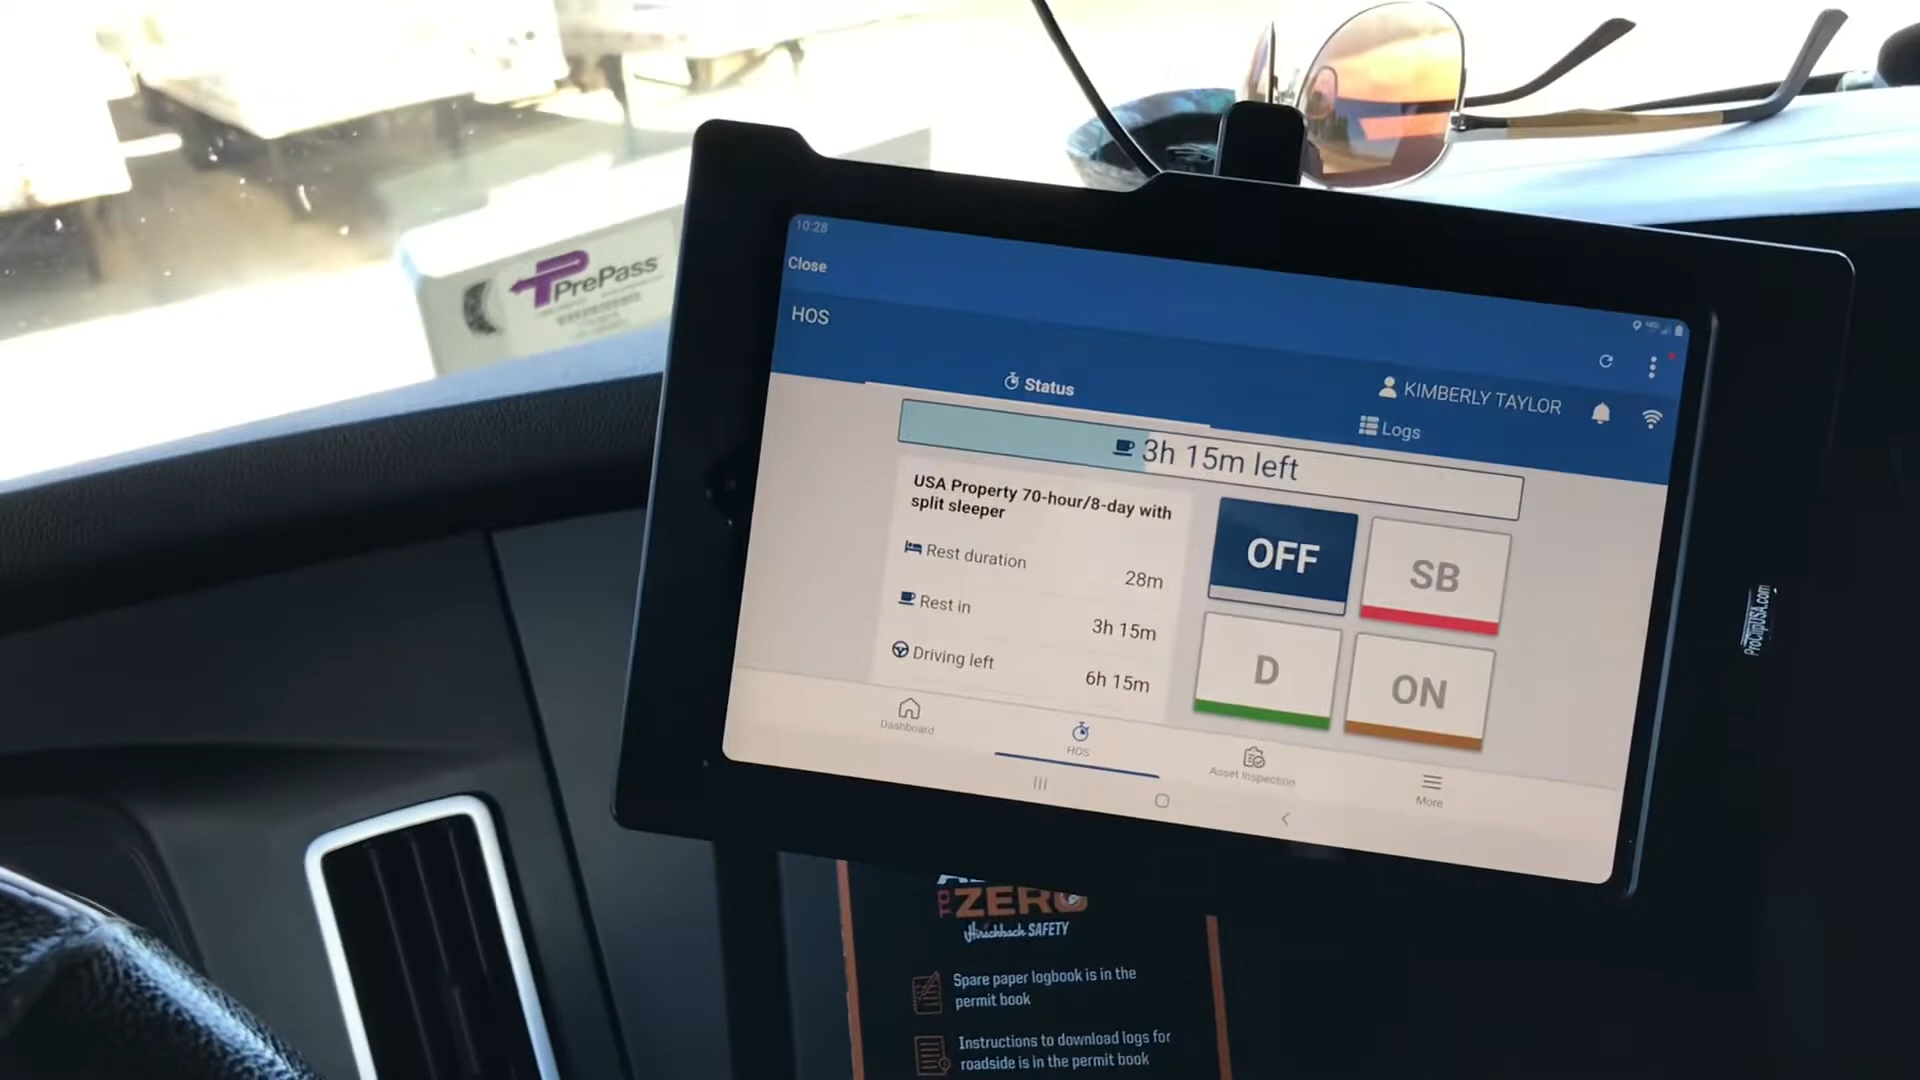 PrePass
10:28
Close
HOS
Status
KIMBERLY TAYLOR
Logs
3h 15m left
USA Property 70-hour/8-day with
split sleeper
Rest duration
28m
Rest in
3h 15m
Driving left
6h 15m
OFF
SB
D
ON
Dashboard
HOS
Asset Inspection
More
ProClipUSA.com
TO
ZERO
Hirschbach SAFETY
Spare paper logbook is in the
permit book
Instructions to download logs for
roadside is in the permit book